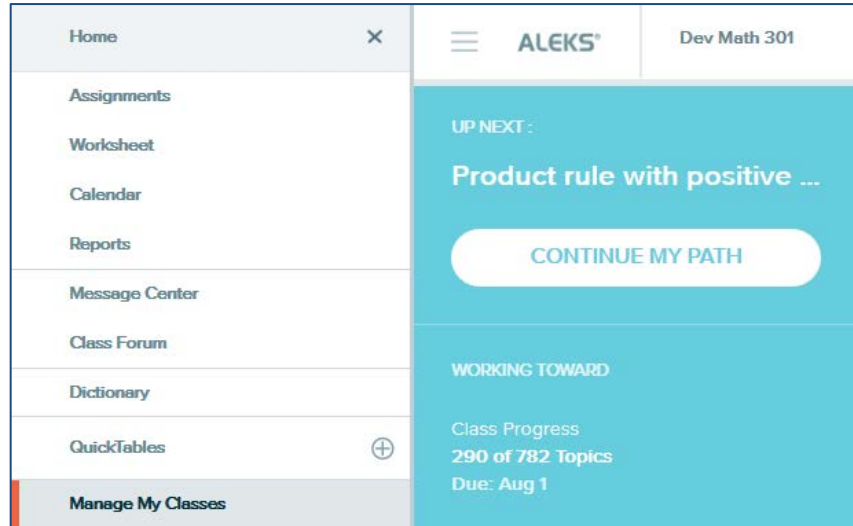 Home
Assignments
Worksheet
Calendar
Reports
Message Center
Class Forum
Dictionary
QuickTables
Manage My Classes
ALEKS®
Dev Math 301
UP NEXT :
Product rule with positive ...
CONTINUE MY PATH
WORKING TOWARD
Class Progress
290 of 782 Topics
Due: Aug 1